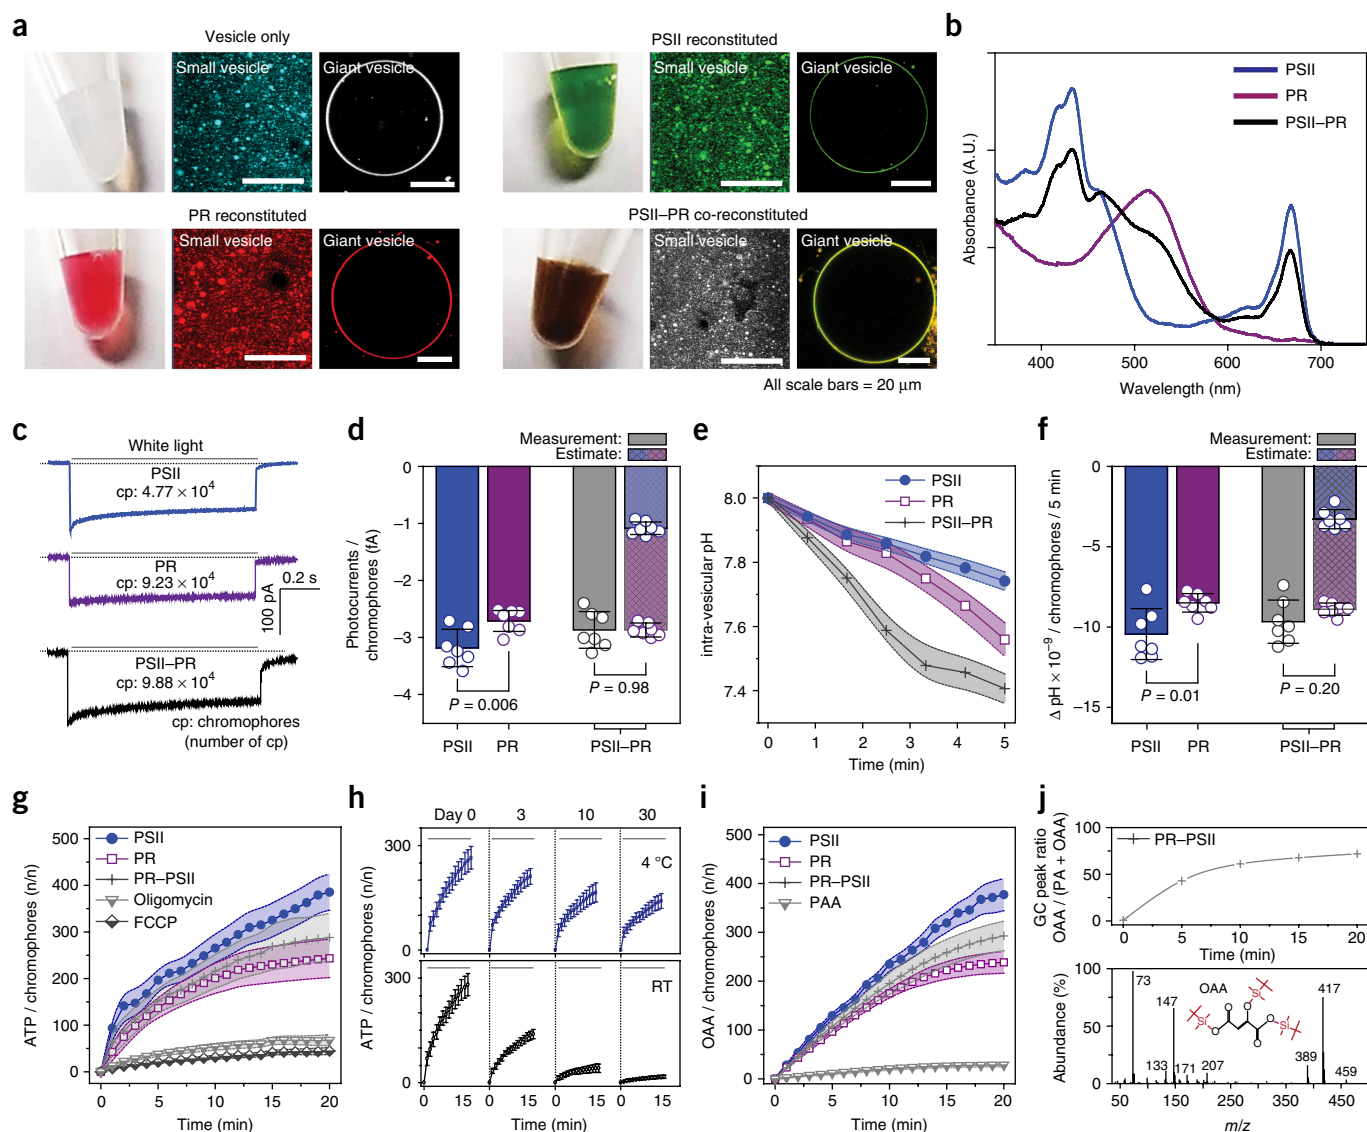 a
Vesicle only
Small vesicle
Giant vesicle
PSII reconstituted
Small vesicle
Giant vesicle
PR reconstituted
Small vesicle
Giant vesicle
PSII–PR co-reconstituted
Small vesicle
Giant vesicle
All scale bars = 20 μm
b
PSII
PR
PSII–PR
Absorbance (A.U.)
400 500 600 700
Wavelength (nm)
c
White light
PSII
cp: 4.77 × 10⁴
PR
cp: 9.23 × 10⁴
0.2 s
100 pA
PSII–PR
cp: 9.88 × 10⁴
cp: chromophores
(number of cp)
d
Measurement:
Estimate:
Photocurrents /
chromophores (fA)
0
−1
−2
−3
−4
P = 0.006
P = 0.98
PSII PR PSII–PR
e
PSII
PR
PSII–PR
intra-vesicular pH
8.0
7.8
7.6
7.4
0 1 2 3 4 5
Time (min)
f
Measurement:
Estimate:
Δ pH × 10⁻⁹ / chromophores / 5 min
0
−5
−10
−15
P = 0.01
P = 0.20
PSII PR PSII–PR
g
PSII
PR
PR–PSII
Oligomycin
FCCP
ATP / chromophores (n/n)
500
400
300
200
100
0
0 5 10 15 20
Time (min)
h
Day 0 3 10 30
4 °C
RT
ATP / chromophores (n/n)
300
0
300
0
0 15 0 15 0 15 0 15
Time (min)
i
PSII
PR
PR–PSII
PAA
OAA / chromophores (n/n)
500
400
300
200
100
0
0 5 10 15 20
Time (min)
j
PR–PSII
GC peak ratio
OAA / (PA + OAA)
100
50
0
0 5 10 15 20
Time (min)
Abundance (%)
100
50
0
73
147
133
171
207
OAA
Si
O
O
O
Si
O
O
Si
417
389
459
50 150 250 350 450
m/z